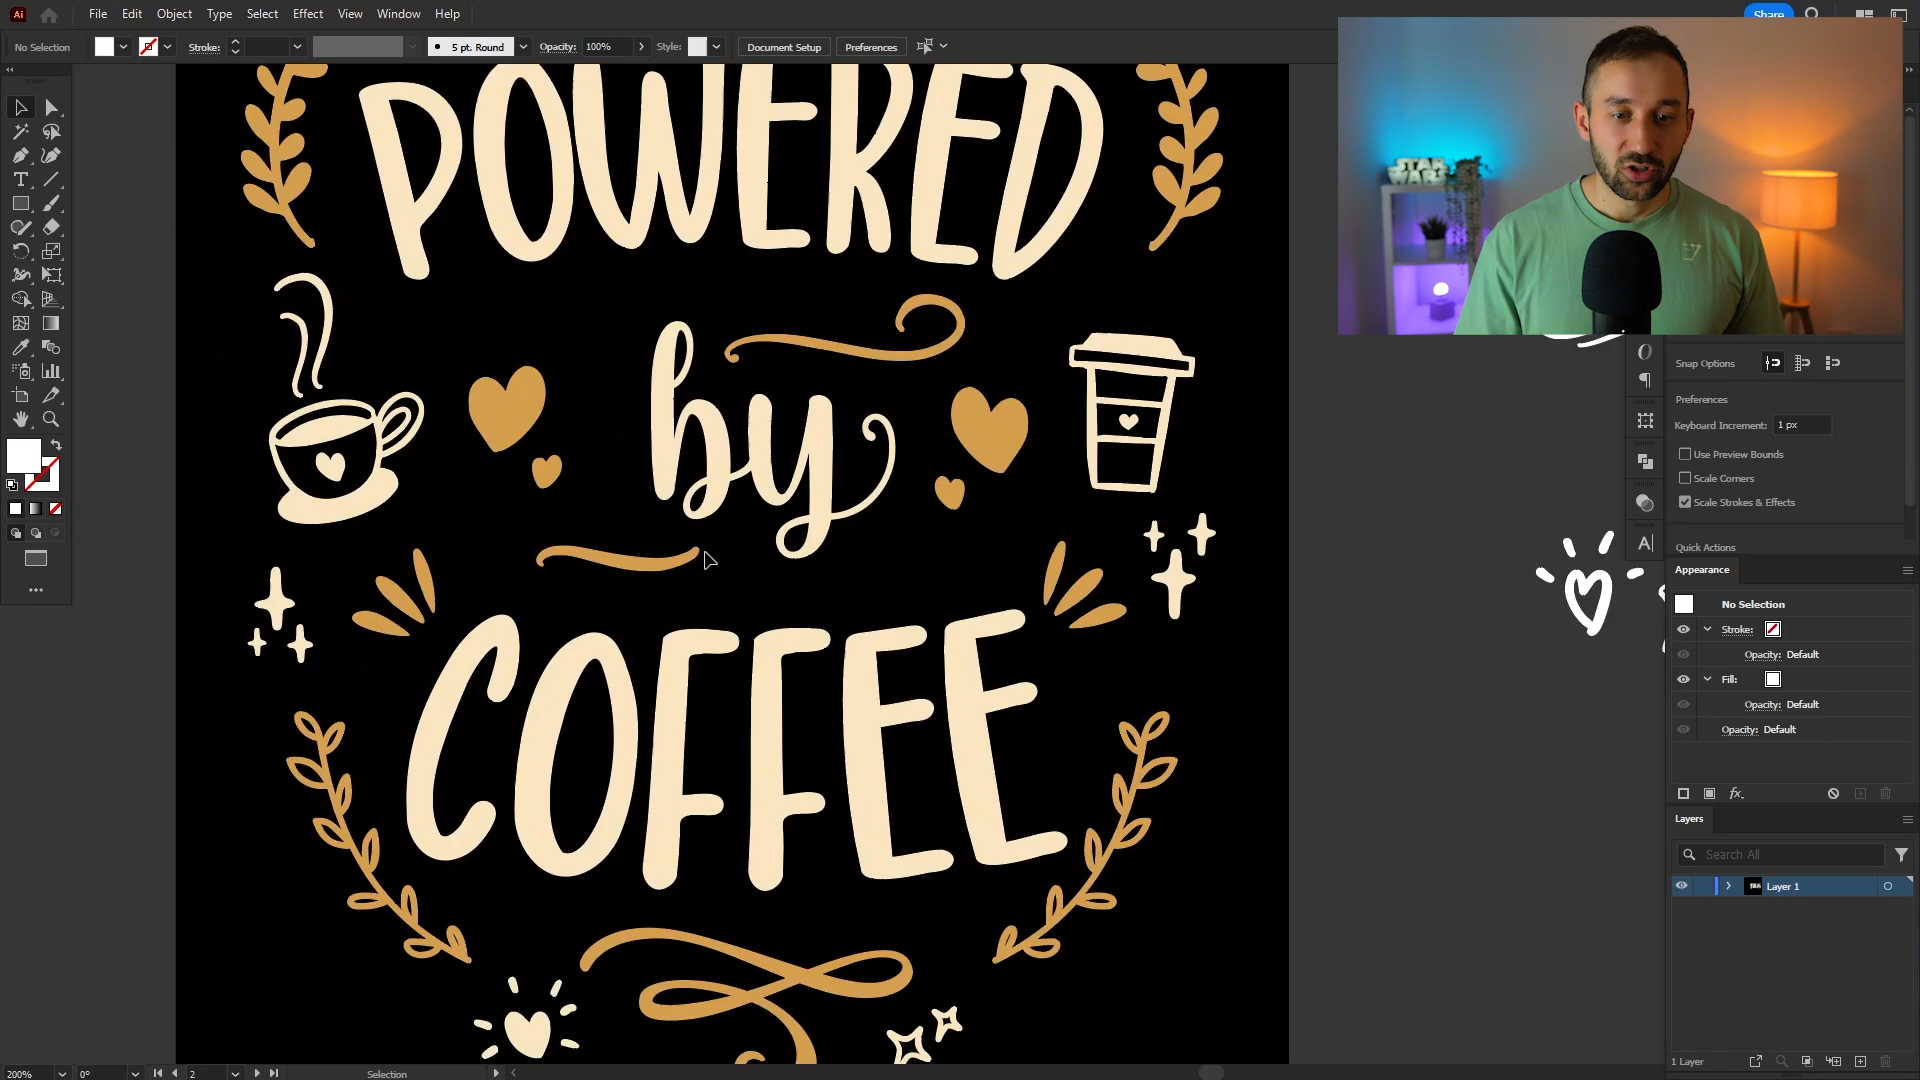 Ai File Edit Object Type Select Effect View Window Help Share
No Selection Stroke: 5 pt. Round Opacity: 100% Style: Document Setup Preferences
POWERED
by
COFFEE
STAR
WARS
Snap Options
Preferences
Keyboard Increment: 1 px
Use Preview Bounds
Scale Corners
Scale Strokes & Effects
Quick Actions
Appearance
No Selection
Stroke:
Opacity: Default
Fill:
Opacity: Default
Opacity: Default
fx
Layers
Search All
Layer 1
1 Layer
200% 0° 2 Selection